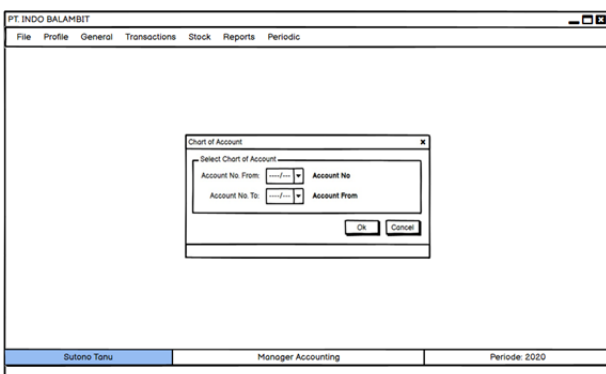 PT. INDO BALAMBIT
File Profile General Transactions Stock Reports Periodic
Chart of Account x
Select Chart of Account
Account No. From: ----/--- Account No
Account No. To: ----/--- Account From
Ok Cancel
Sutono Tanu Manager Accounting Periode: 2020